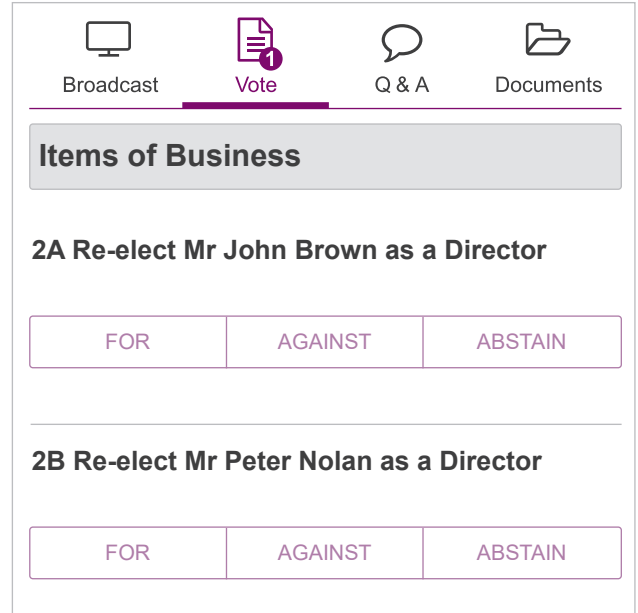 1
Broadcast Vote Q & A Documents
Items of Business
2A Re-elect Mr John Brown as a Director
FOR AGAINST ABSTAIN
2B Re-elect Mr Peter Nolan as a Director
FOR AGAINST ABSTAIN